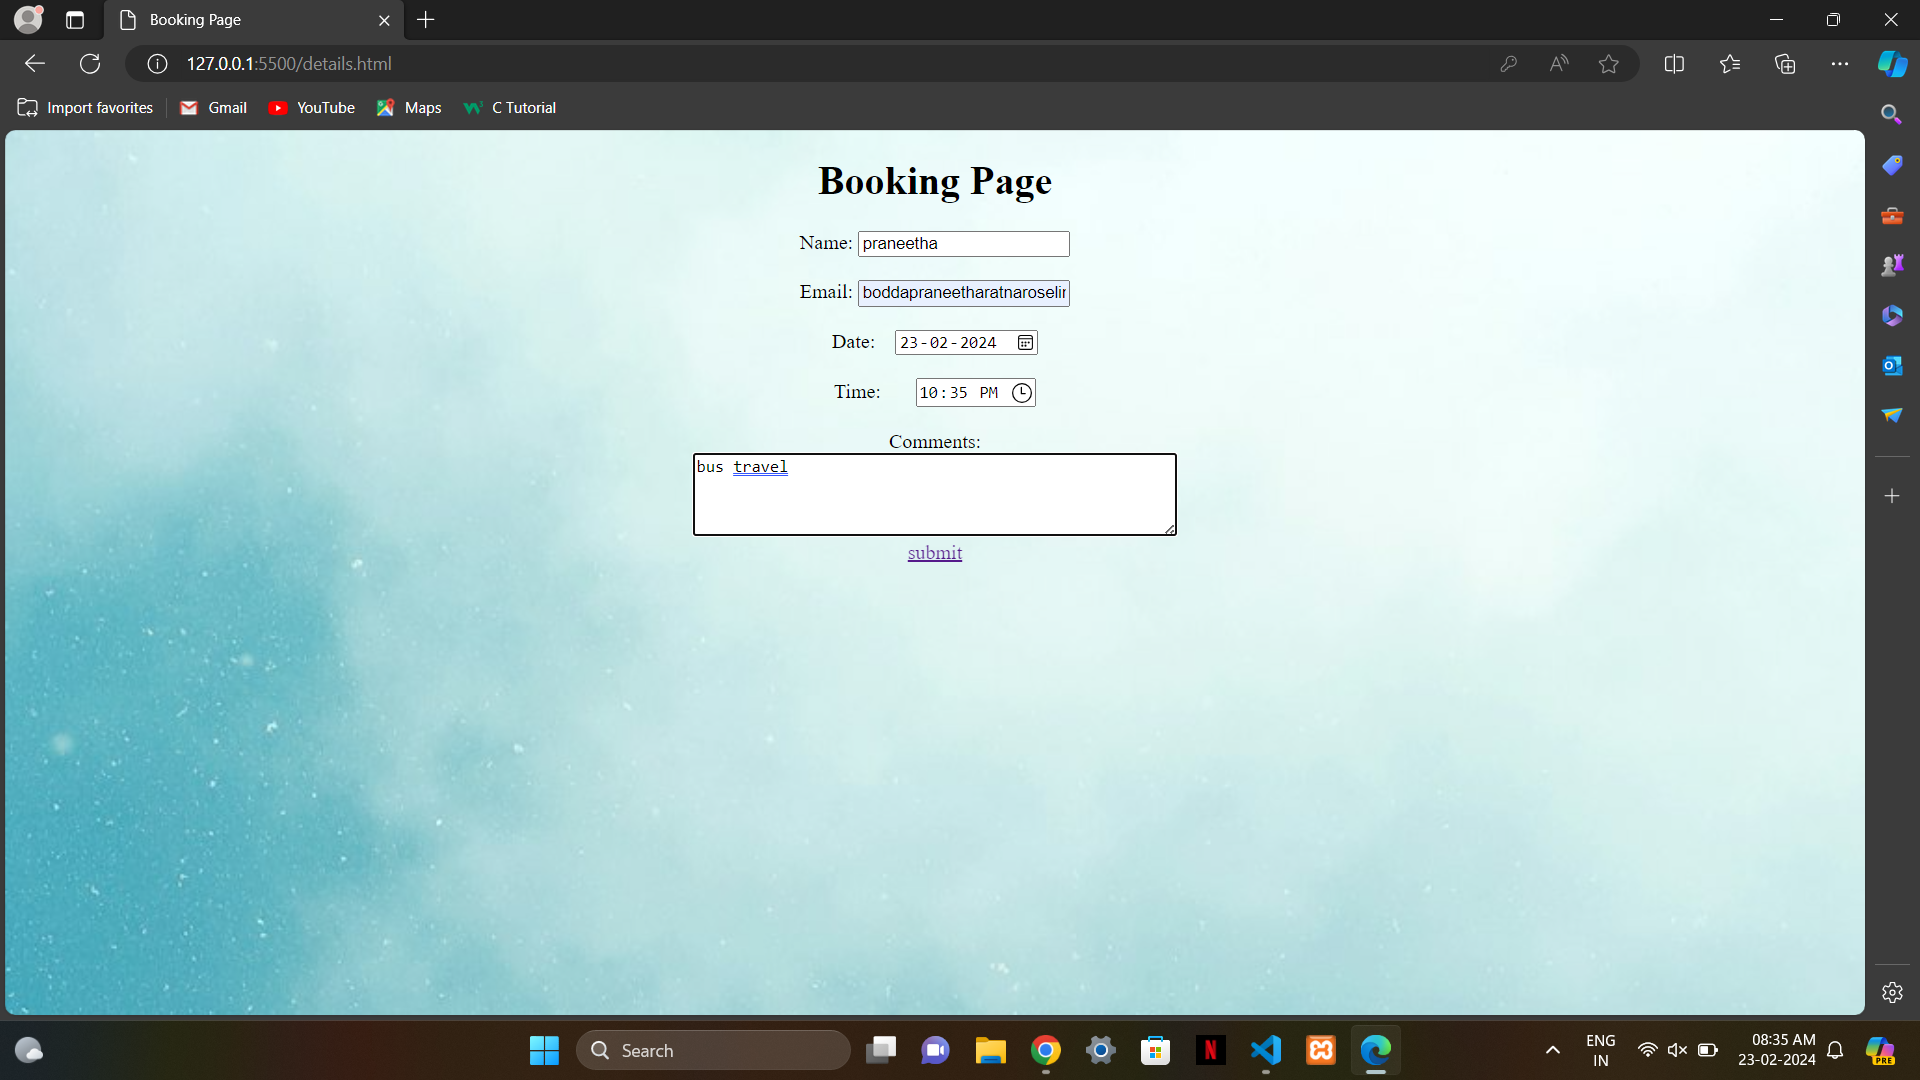 Booking Page
127.0.0.1:5500/details.html
Import favorites
Gmail
YouTube
Maps
C Tutorial
Booking Page
Name: praneetha
Email: boddapraneetharatnaroselin
Date: 23-02-2024
Time: 10:35 PM
Comments:
bus travel
submit
Search
ENG
IN
08:35 AM
23-02-2024
PRE